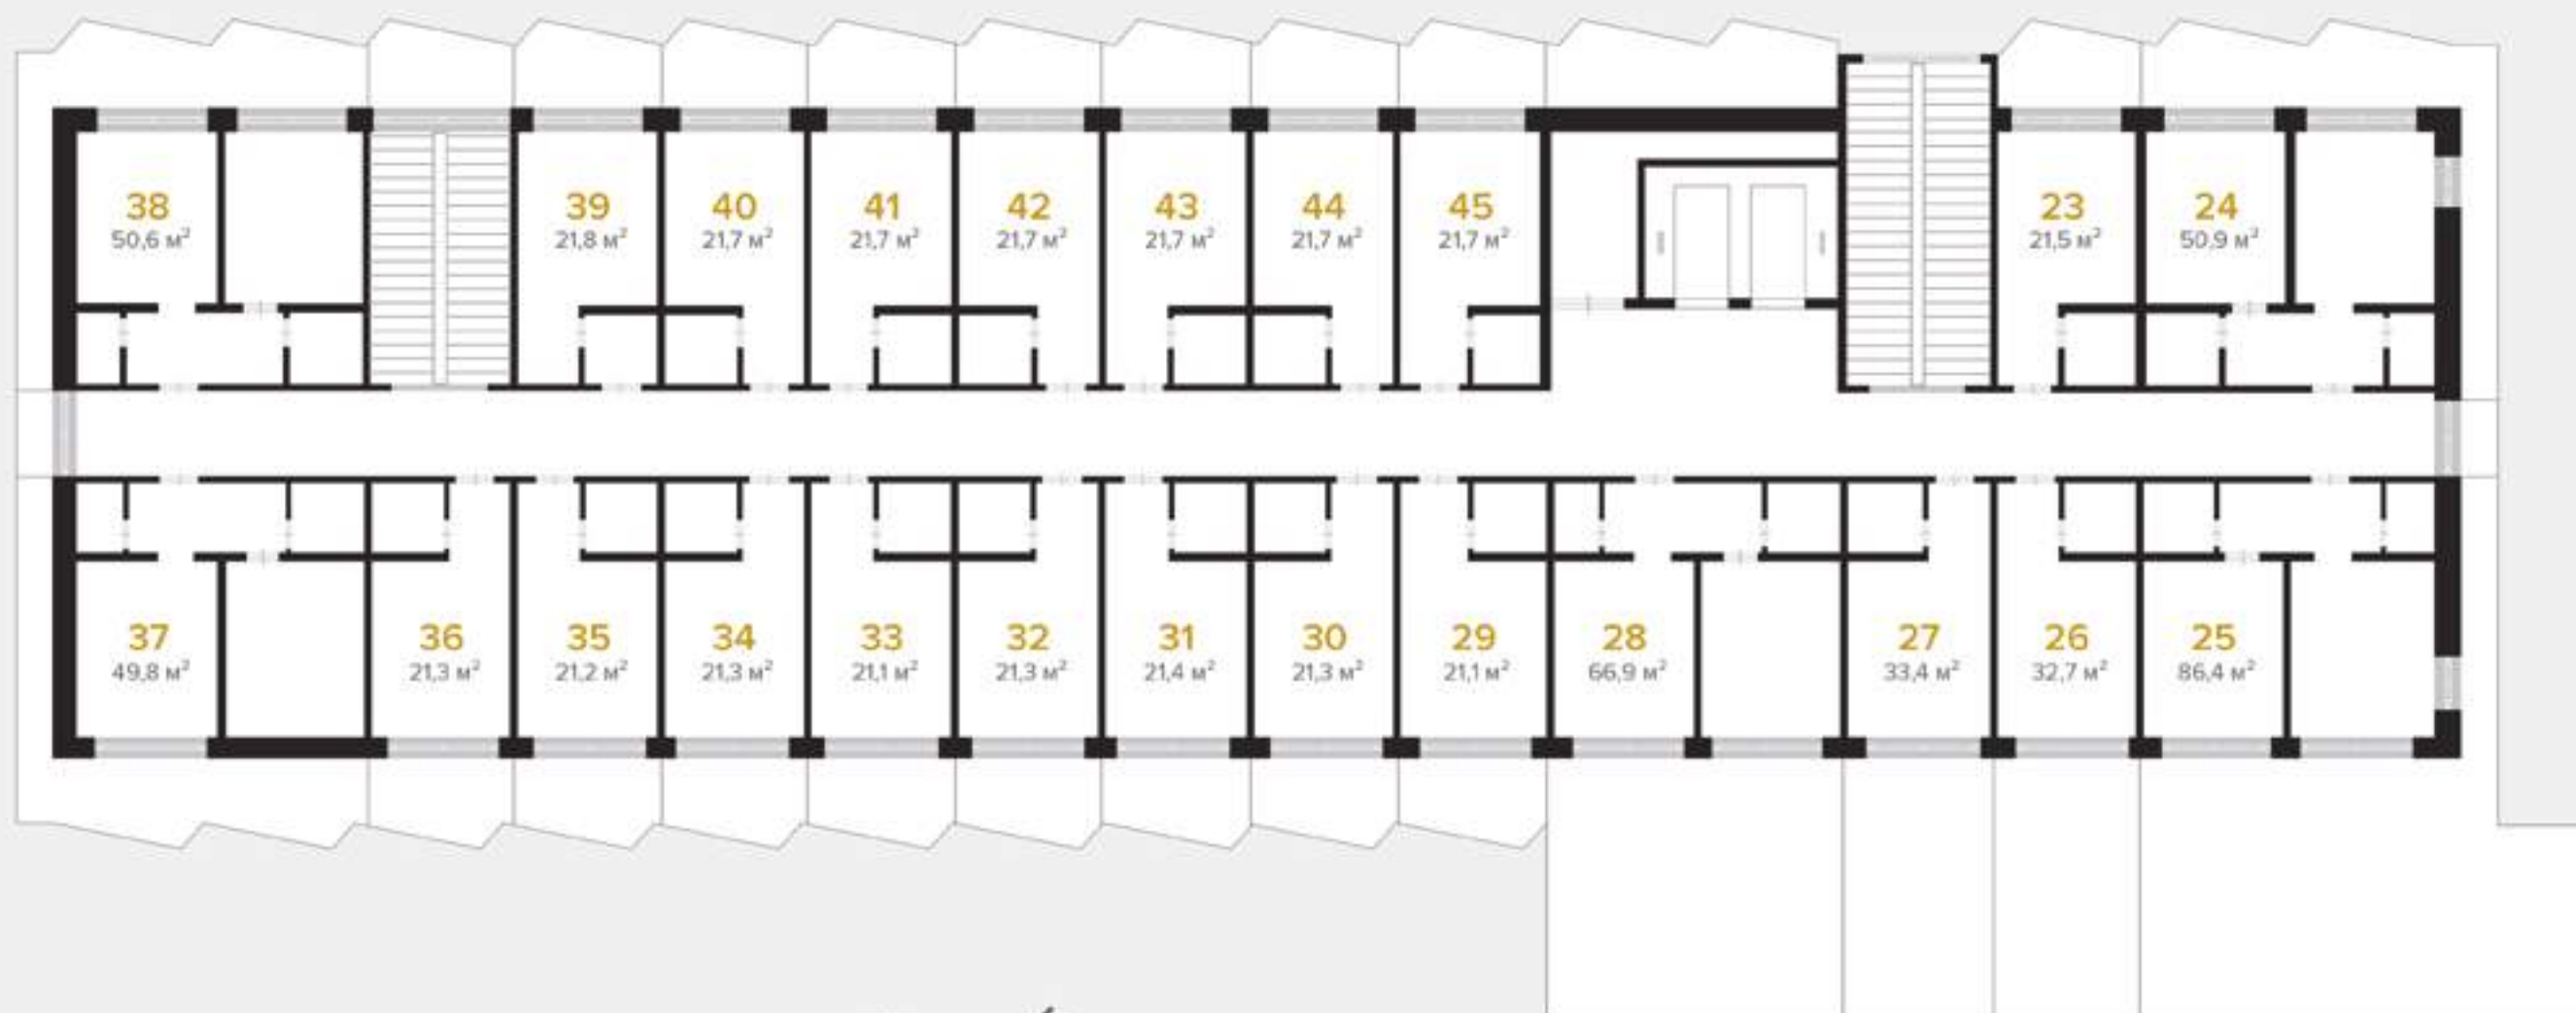 38
50,6 м²
39
21,8 м²
40
21,7 м²
41
21,7 м²
42
21,7 м²
43
21,7 м²
44
21,7 м²
45
21,7 м²
23
21,5 м²
24
50,9 м²
37
49,8 м²
36
21,3 м²
35
21,2 м²
34
21,3 м²
33
21,1 м²
32
21,3 м²
31
21,4 м²
30
21,3 м²
29
21,1 м²
28
66,9 м²
27
33,4 м²
26
32,7 м²
25
86,4 м²